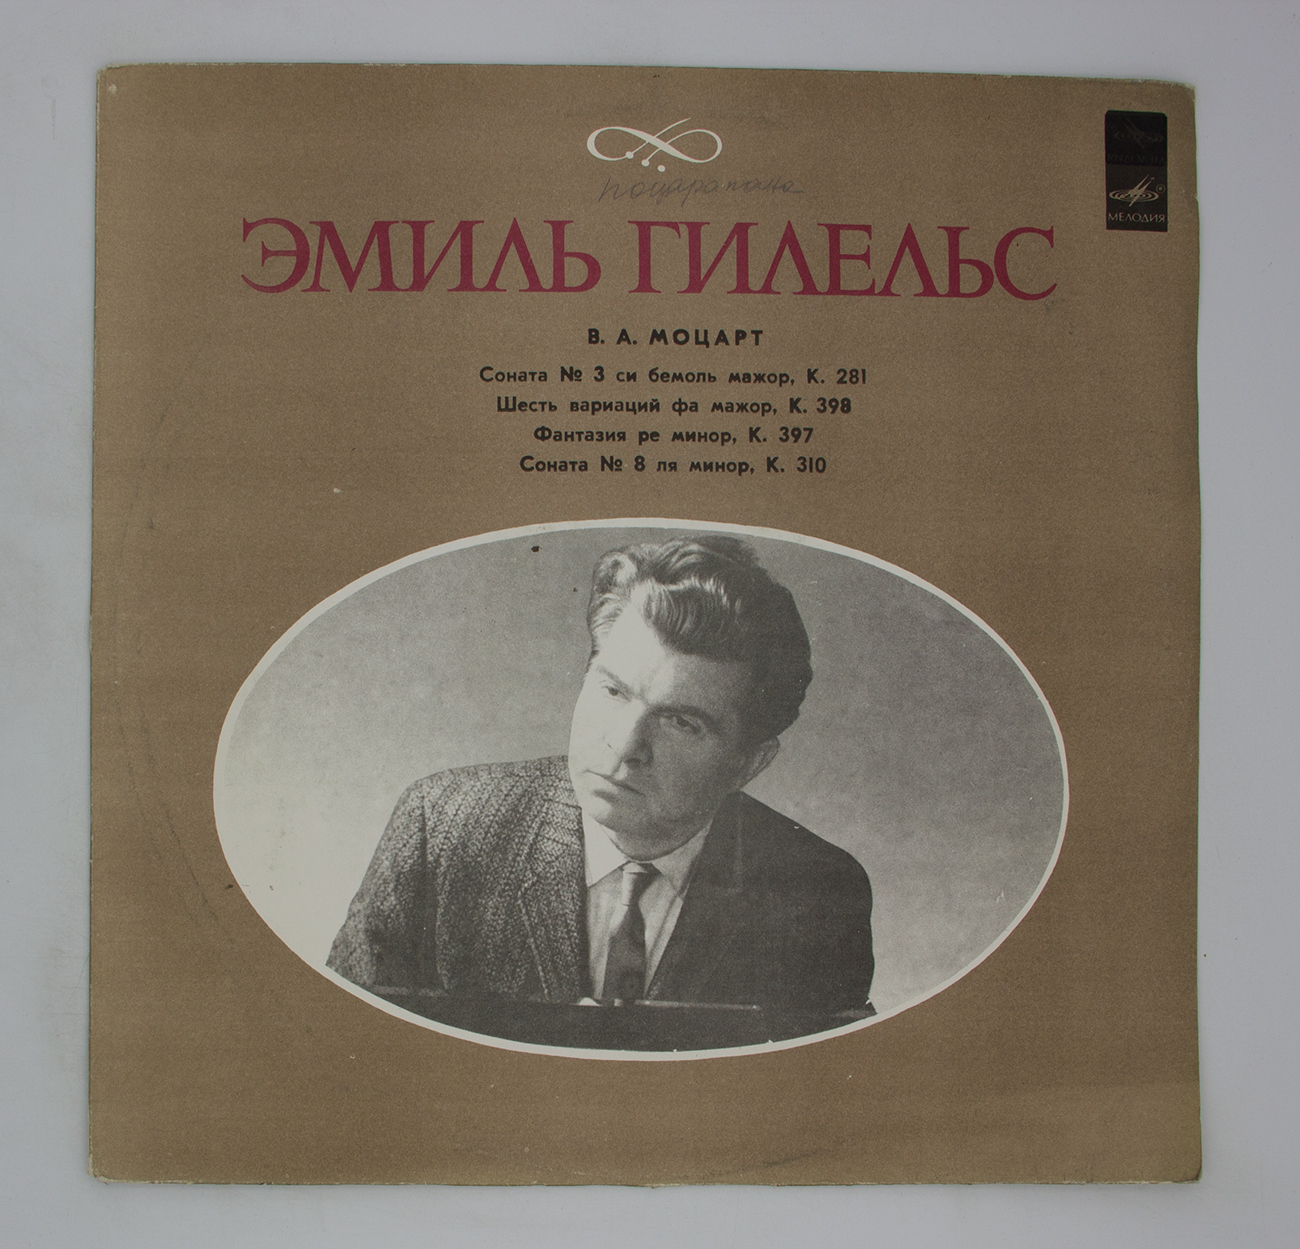 поцарапана
ЭМИЛЬ ГИЛЕЛЬС
МЕЛОДИЯ
В. А. МОЦАРТ
Соната № 3 си бемоль мажор, К. 281
Шесть вариаций фа мажор, К. 398
Фантазия ре минор, К. 397
Соната № 8 ля минор, К. 310